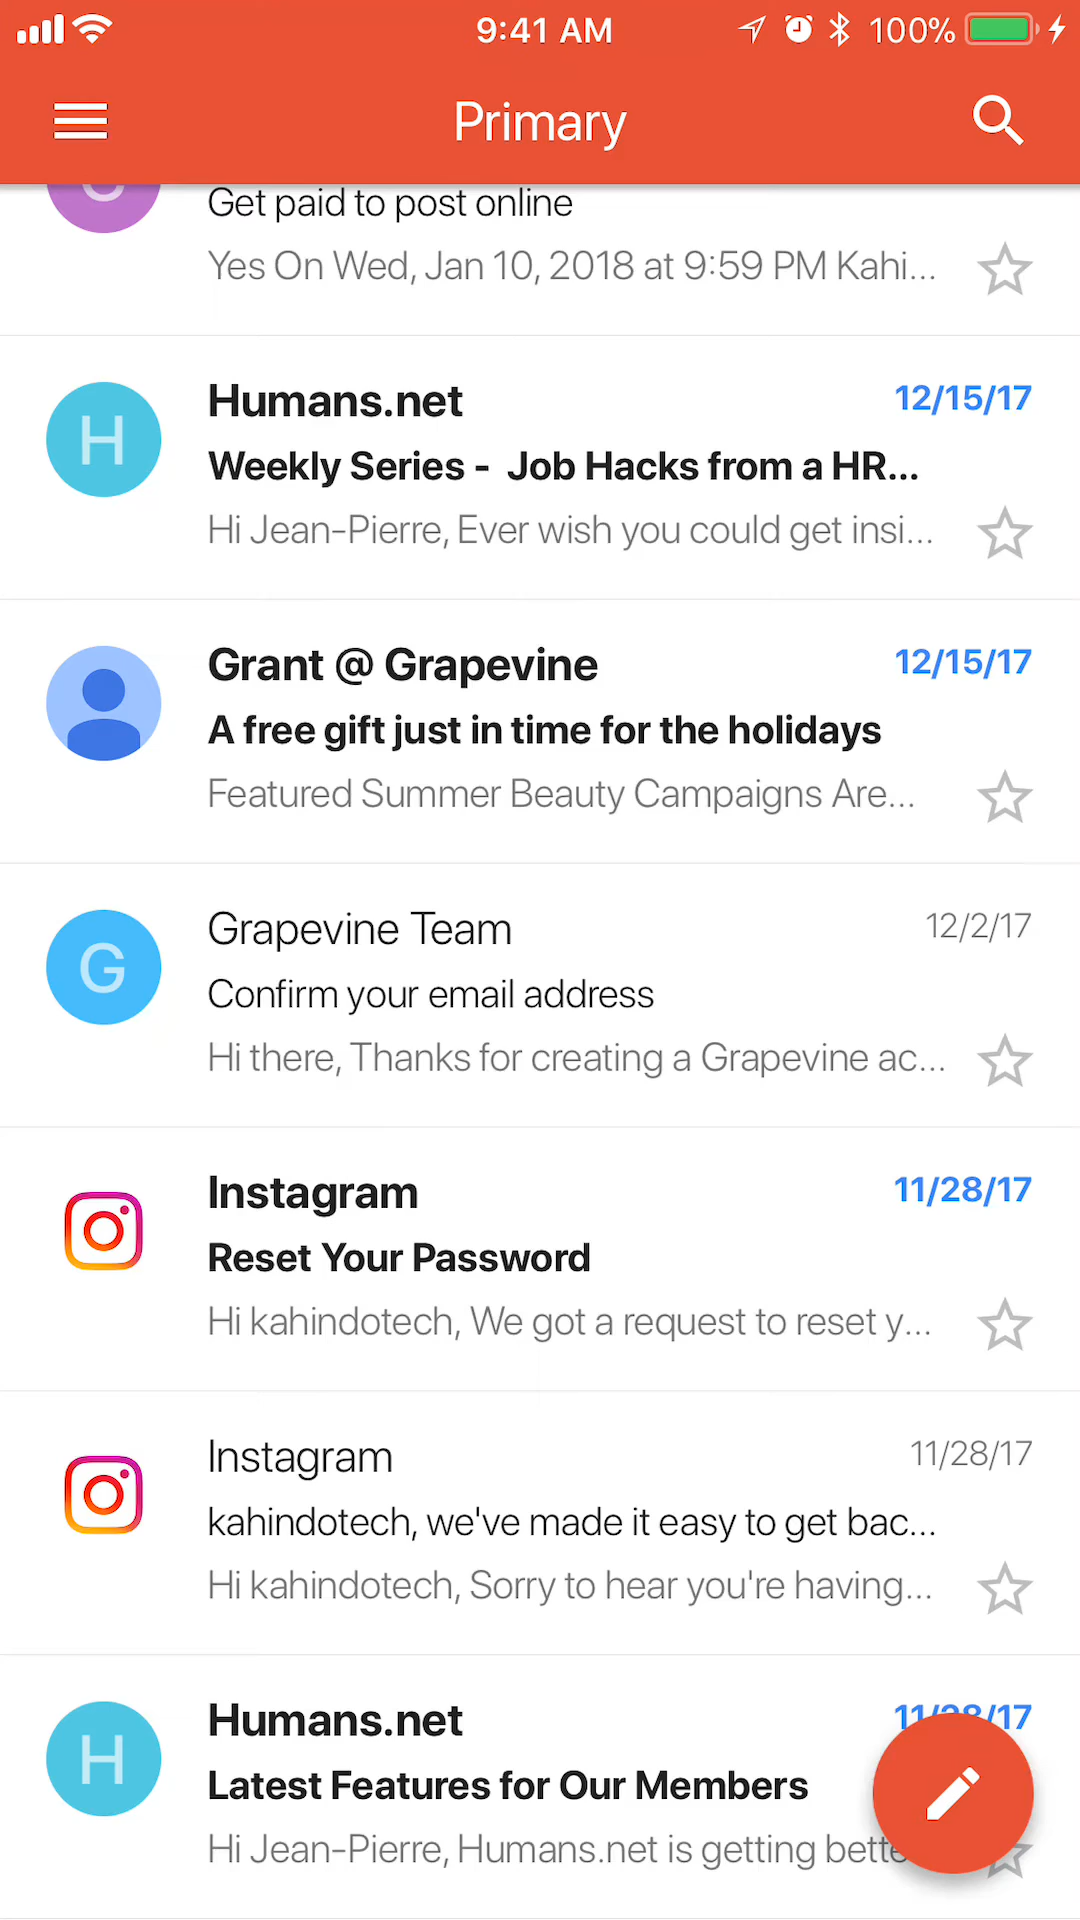 9:41 AM 100%
Primary
Get paid to post online
Yes On Wed, Jan 10, 2018 at 9:59 PM Kahi...
H
Humans.net 12/15/17
Weekly Series - Job Hacks from a HR...
Hi Jean-Pierre, Ever wish you could get insi...
Grant @ Grapevine 12/15/17
A free gift just in time for the holidays
Featured Summer Beauty Campaigns Are...
G
Grapevine Team 12/2/17
Confirm your email address
Hi there, Thanks for creating a Grapevine ac...
Instagram 11/28/17
Reset Your Password
Hi kahindotech, We got a request to reset y...
Instagram 11/28/17
kahindotech, we've made it easy to get bac...
Hi kahindotech, Sorry to hear you're having...
H
Humans.net 11/28/17
Latest Features for Our Members
Hi Jean-Pierre, Humans.net is getting bette